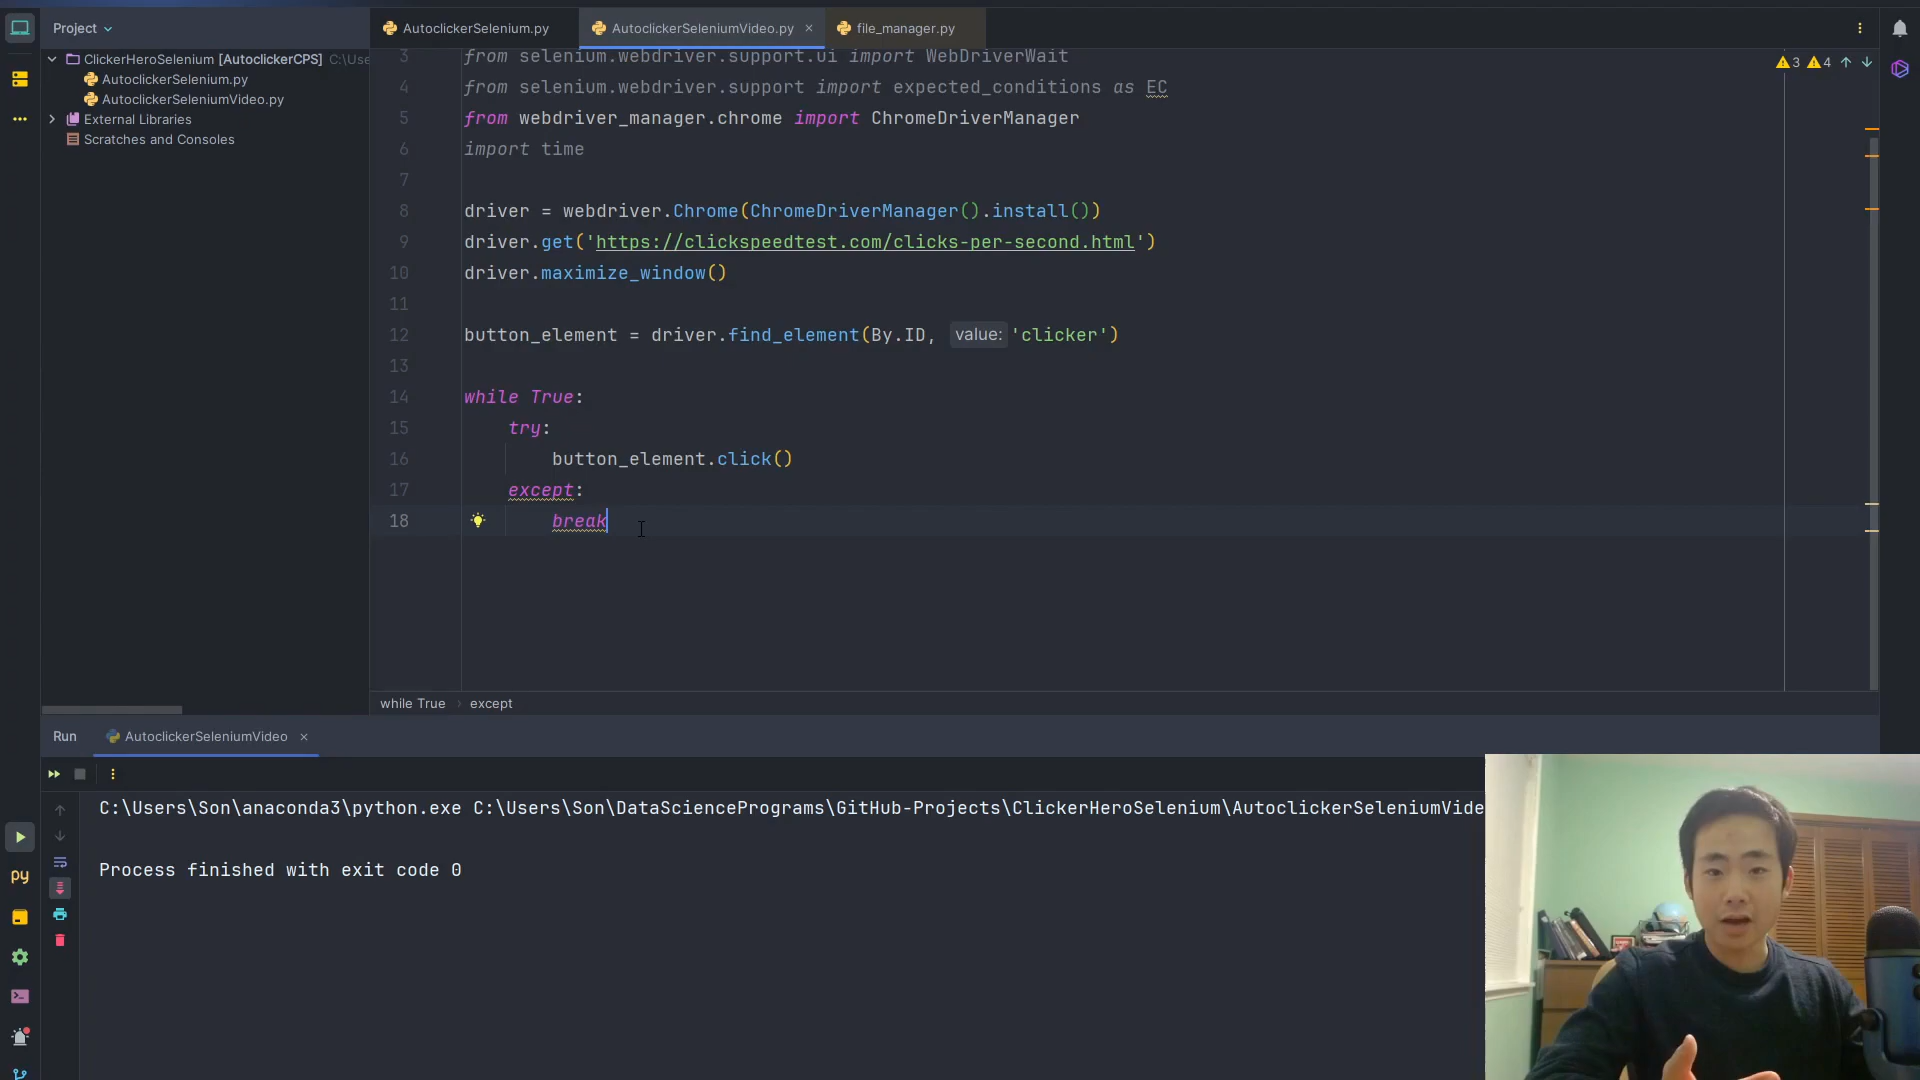 Project
AutoclickerSelenium.py
AutoclickerSeleniumVideo.py
file_manager.py
ClickerHeroSelenium [AutoclickerCPS] C:\Use
AutoclickerSelenium.py
AutoclickerSeleniumVideo.py
External Libraries
Scratches and Consoles
3 from selenium.webdriver.support.ui import WebDriverWait
3 4
4 from selenium.webdriver.support import expected_conditions as EC
5 from webdriver_manager.chrome import ChromeDriverManager
6 import time
7
8 driver = webdriver.Chrome(ChromeDriverManager().install())
9 driver.get('https://clickspeedtest.com/clicks-per-second.html')
10 driver.maximize_window()
11
12 button_element = driver.find_element(By.ID, value: 'clicker')
13
14 while True:
15 try:
16 button_element.click()
17 except:
18 break
while True > except
Run AutoclickerSeleniumVideo
C:\Users\Son\anaconda3\python.exe C:\Users\Son\DataSciencePrograms\GitHub-Projects\ClickerHeroSelenium\AutoclickerSeleniumVide
Process finished with exit code 0
py